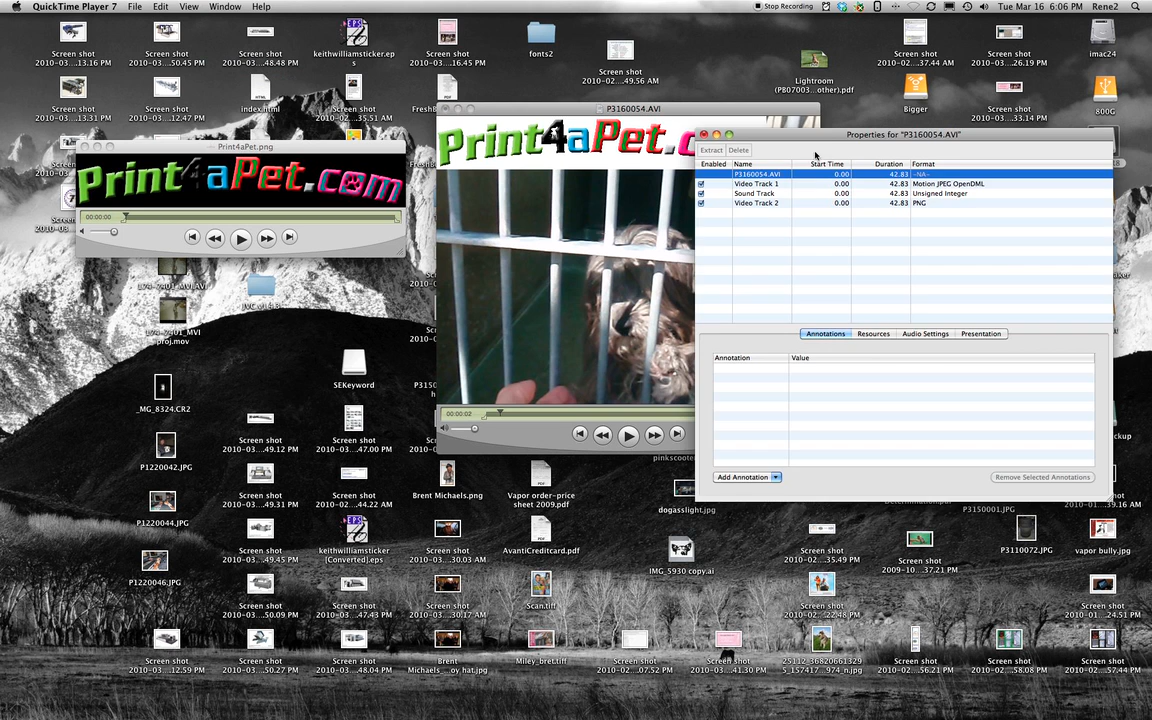 QuickTime Player 7 File Edit View Window Help
Stop Recording Tue Mar 16 6:06 PM Rene2
Screen shot
2010-03....13.16 PM
Screen shot
2010-03....50.45 PM
Screen shot
2010-03....48.48 PM
keithwilliamsticker.ep
s
Screen shot
2010-03....16.45 PM
fonts2
Screen shot
2010-02....49.56 AM
Lightroom
(PB07003...other).pdf
Screen shot
2010-02....37.44 AM
Screen shot
2010-03....26.19 PM
imac24
Screen shot
2010-03....13.31 PM
Screen shot
2010-03....12.47 PM
index.html
Screen shot
2010-02....35.51 AM
FreshB
Bigger
Screen shot
2010-03....33.14 PM
800G
Print4aPet.png
Print4aPet.com
00:00:00
P3160054.AVI
Print4aPet.c
00:00:02
Properties for "P3160054.AVI"
Extract Delete
Enabled Name Start Time Duration Format
P3160054.AVI 0.00 42.83 -NA-
Video Track 1 0.00 42.83 Motion JPEG OpenDML
Sound Track 0.00 42.83 Unsigned Integer
Video Track 2 0.00 42.83 PNG
Annotations Resources Audio Settings Presentation
Annotation Value
Add Annotation Remove Selected Annotations
proj.mov
SEKeyword
_MG_8324.CR2
Screen shot
2010-03....49.12 PM
Screen shot
2010-03....47.00 PM
P1220042.JPG
Screen shot
2010-03....49.34 PM
Screen shot
2010-02....44.22 AM
Brent Michaels.png
Vapor order-price
sheet 2009.pdf
dogasslight.jpg
P3150001.JPG
P1220044.JPG
Screen shot
2010-03....49.45 PM
keithwilliamsticker
[Converted].eps
Screen shot
2010-03....30.03 AM
AvantiCreditcard.pdf
IMG_5930 copy.ai
Screen shot
2010-02....35.49 PM
Screen shot
2009-10....37.21 PM
P3110072.JPG
vapor bully.jpg
P1220046.JPG
Screen shot
2010-03....50.09 PM
Screen shot
2010-03....47.43 PM
Screen shot
2010-03....30.17 AM
Scan.tiff
Screen shot
2010-02....22.48 PM
Screen shot
2010-01....24.51 PM
Screen shot
2010-03....12.59 PM
Screen shot
2010-03....50.27 PM
Screen shot
2010-03....48.04 PM
Brent
Michaels_...oy hat.jpg
Miley_bret.tiff
Screen shot
2010-02....07.52 PM
Screen shot
2010-03....41.30 PM
25112_36820661329
5_157417...974_n.jpg
Screen shot
2010-02....56.21 PM
Screen shot
2010-01....58.08 PM
Screen shot
2010-02....57.44 PM